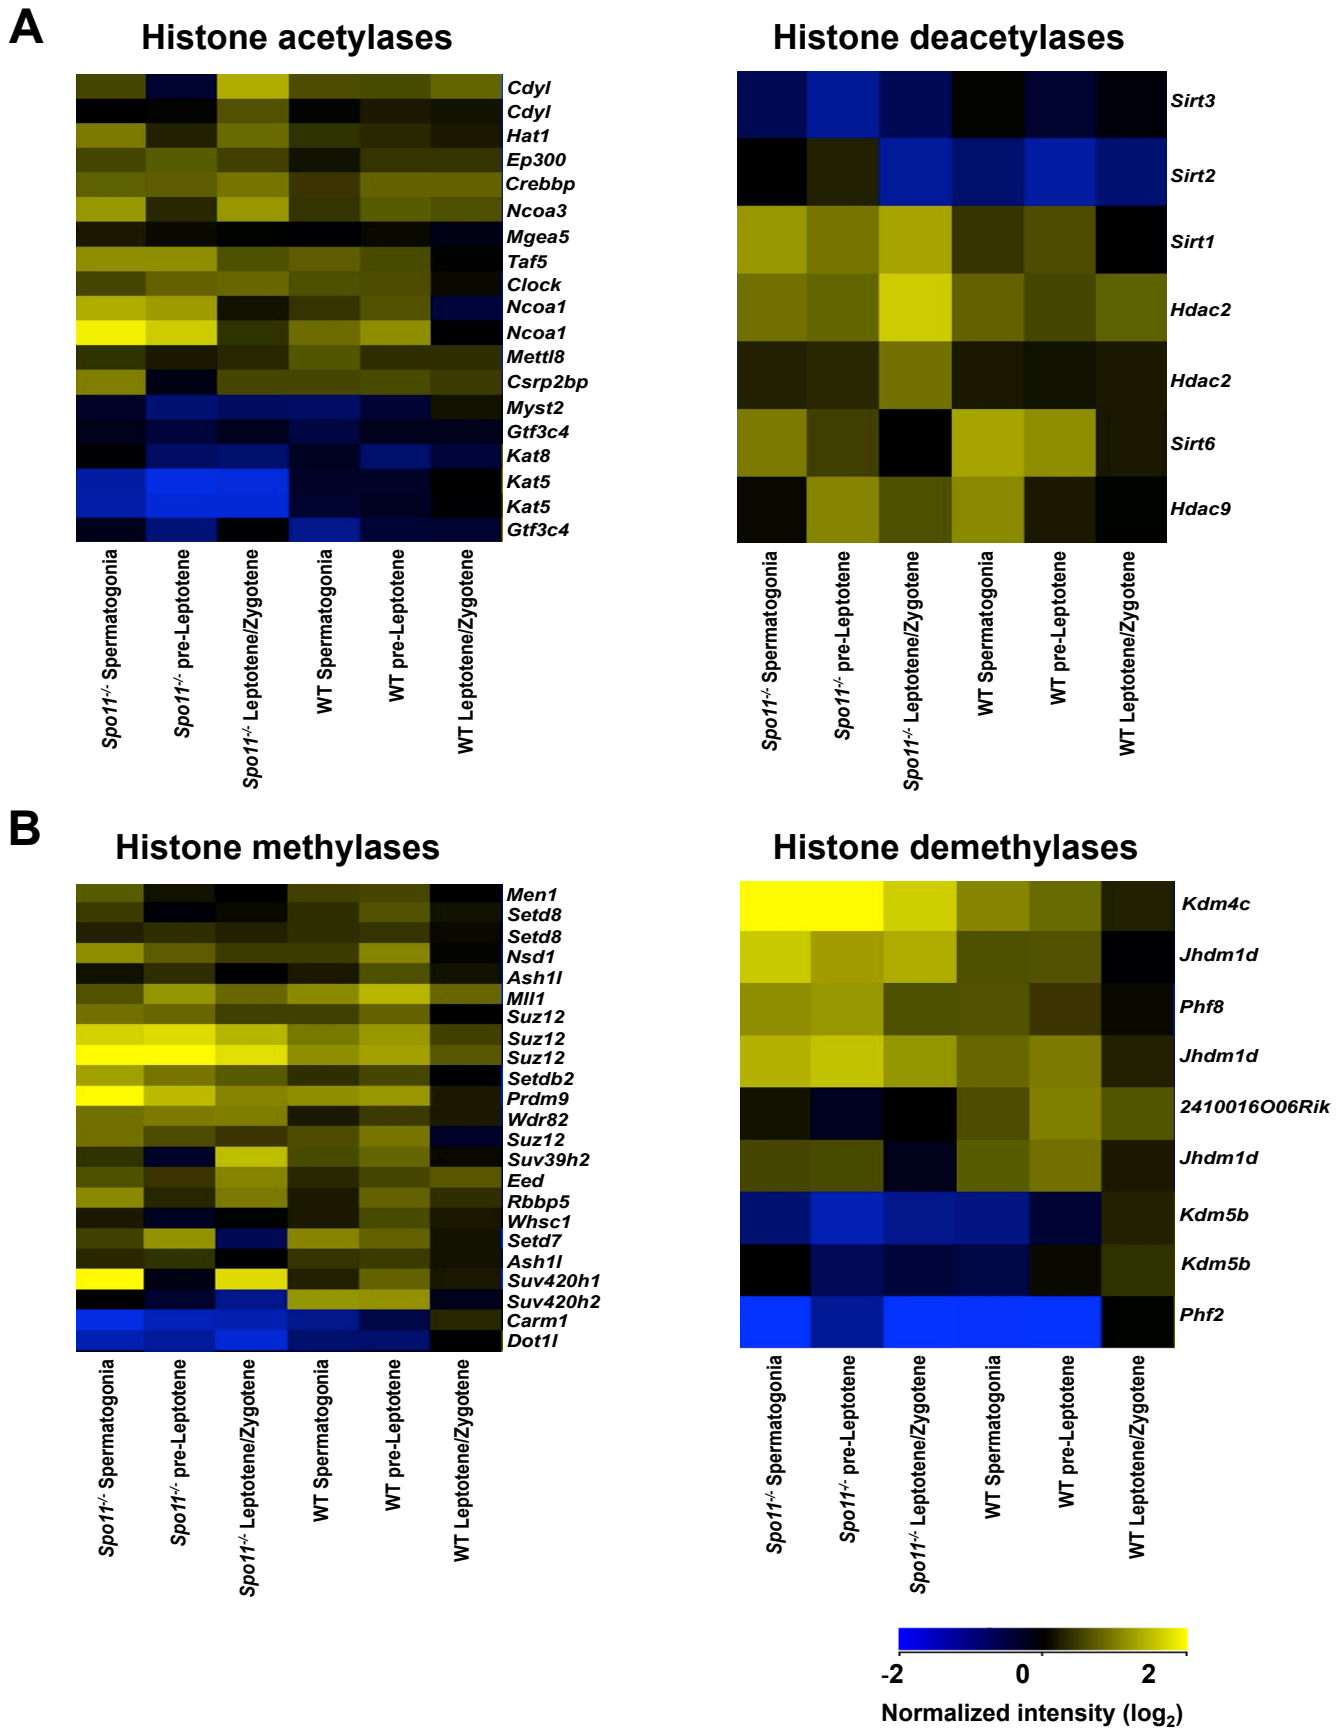 A
Histone acetylases
Histone deacetylases
Cdyl
Cdyl
Hat1
Ep300
Crebbp
Ncoa3
Mgea5
Taf5
Clock
Ncoa1
Ncoa1
Mettl8
Csrp2bp
Myst2
Gtf3c4
Kat8
Kat5
Kat5
Gtf3c4
Spo11-/- Spermatogonia
Spo11-/- pre-Leptotene
Spo11-/- Leptotene/Zygotene
WT Spermatogonia
WT pre-Leptotene
WT Leptotene/Zygotene
Sirt3
Sirt2
Sirt1
Hdac2
Hdac2
Sirt6
Hdac9
Spo11-/- Spermatogonia
Spo11-/- pre-Leptotene
Spo11-/- Leptotene/Zygotene
WT Spermatogonia
WT pre-Leptotene
WT Leptotene/Zygotene
B
Histone methylases
Histone demethylases
Men1
Setd8
Setd8
Nsd1
Ash1l
Mll1
Suz12
Suz12
Suz12
Setdb2
Prdm9
Wdr82
Suz12
Suv39h2
Eed
Rbbp5
Whsc1
Setd7
Ash1l
Suv420h1
Suv420h2
Carm1
Dot1l
Spo11-/- Spermatogonia
Spo11-/- pre-Leptotene
Spo11-/- Leptotene/Zygotene
WT Spermatogonia
WT pre-Leptotene
WT Leptotene/Zygotene
Kdm4c
Jhdm1d
Phf8
Jhdm1d
2410016O06Rik
Jhdm1d
Kdm5b
Kdm5b
Phf2
Spo11-/- Spermatogonia
Spo11-/- pre-Leptotene
Spo11-/- Leptotene/Zygotene
WT Spermatogonia
WT pre-Leptotene
WT Leptotene/Zygotene
-2 0 2
Normalized intensity (log2)